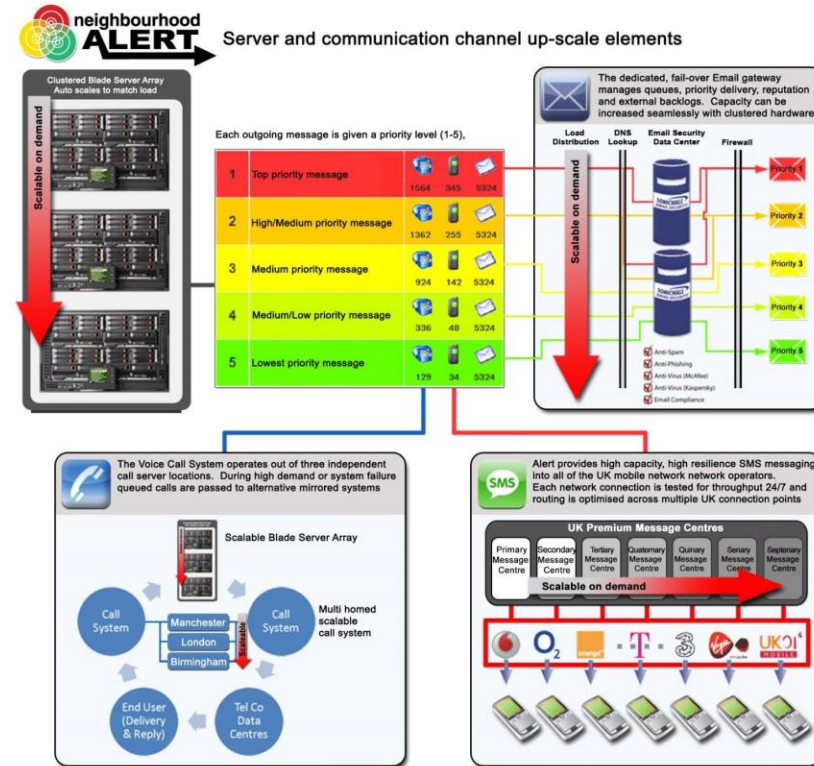 neighbourhood
ALERT
Server and communication channel up-scale elements
Clustered Blade Server Array
Auto scales to match load
Scalable on demand
Each outgoing message is given a priority level (1-5),
1 Top priority message
1564 345 5324
2 High/Medium priority message
1362 255 5324
3 Medium priority message
924 142 5324
4 Medium/Low priority message
336 48 5324
5 Lowest priority message
129 34 5324
The dedicated, fail-over Email gateway
manages queues, priority delivery, reputation
and external backlogs. Capacity can be
increased seamlessly with clustered hardware
Load
Distribution
DNS
Lookup
Email Security
Data Center
Firewall
Scalable on demand
SONICWALL
EMAIL SECURITY
SONICWALL
EMAIL SECURITY
Priority 1
Priority 2
Priority 3
Priority 4
Priority 5
Anti-Spam
Anti-Phishing
Anti-Virus (McAfee)
Anti-Virus (Kaspersky)
Email Compliance
The Voice Call System operates out of three independent
call server locations. During high demand or system failure
queued calls are passed to alternative mirrored systems
Scalable Blade Server Array
Call
System
Manchester
London
Birmingham
Scaleable
Call
System
Multi homed
scalable
call system
End User
(Delivery
& Reply)
Tel Co
Data
Centres
SMS
Alert provides high capacity, high resilience SMS messaging
into all of the UK mobile network network operators.
Each network connection is tested for throughput 24/7 and
routing is optimised across multiple UK connection points
UK Premium Message Centres
Primary
Message
Centre
Secondary
Message
Centre
Tertiary
Message
Centre
Quaternary
Message
Centre
Quinary
Message
Centre
Senary
Message
Centre
Septenary
Message
Centre
Scalable on demand
O2
orange
T
3
Virgin
UK01
MOBILE